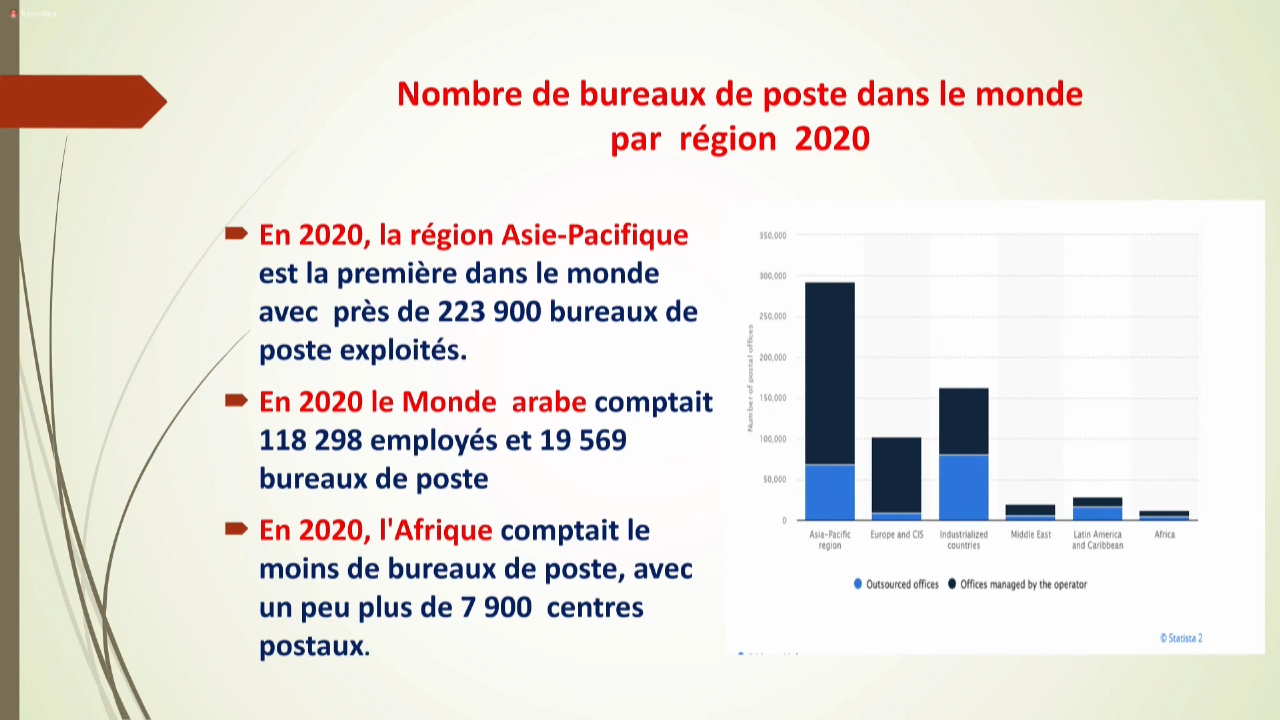 Nombre de bureaux de poste dans le monde
par région 2020
En 2020, la région Asie-Pacifique
est la première dans le monde
avec près de 223 900 bureaux de
poste exploités.
En 2020 le Monde arabe comptait
118 298 employés et 19 569
bureaux de poste
En 2020, l'Afrique comptait le
moins de bureaux de poste, avec
un peu plus de 7 900 centres
postaux.
Number of postal offices
350,000
300,000
250,000
200,000
150,000
100,000
50,000
0
Asia-Pacific
region
Europe and CIS
Industrialized
countries
Middle East
Latin America
and Caribbean
Africa
Outsourced offices
Offices managed by the operator
© Statista 2